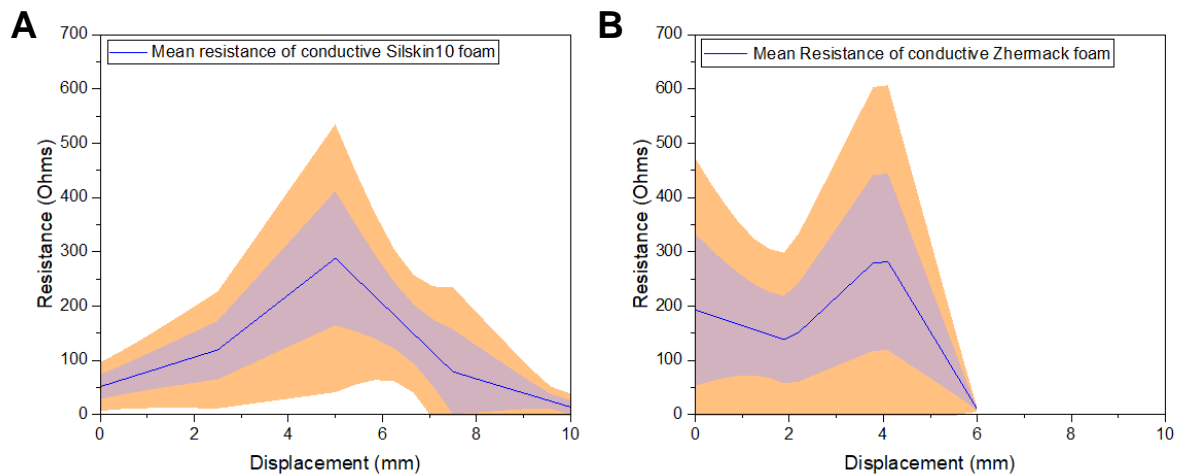 A
B
Mean resistance of conductive Silskin10 foam
Mean Resistance of conductive Zhermack foam
Resistance (Ohms)
700
600
500
400
300
200
100
0
0 2 4 6 8 10
Displacement (mm)
Resistance (Ohms)
700
600
500
400
300
200
100
0
0 2 4 6 8 10
Displacement (mm)